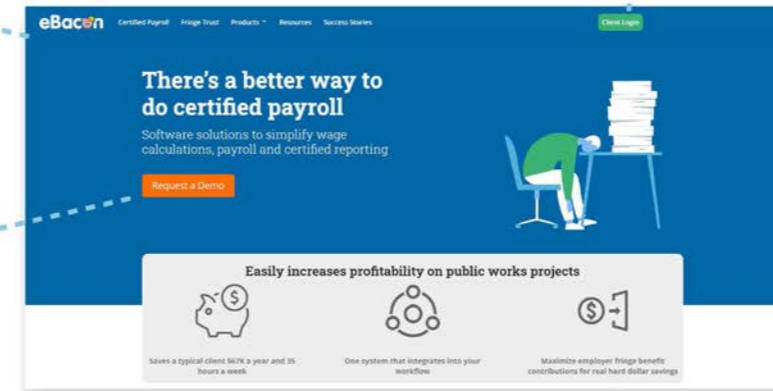 eBacon Certified Payroll Fringe Trust Products Resources Success Stories Client Login
There's a better way to
do certified payroll
Software solutions to simplify wage
calculations, payroll and certified reporting
Request a Demo
Easily increases profitability on public works projects
Saves a typical client $67K a year and 35
hours a week
One system that integrates into your
workflow
Maximize employer fringe benefit
contributions for real hard dollar savings